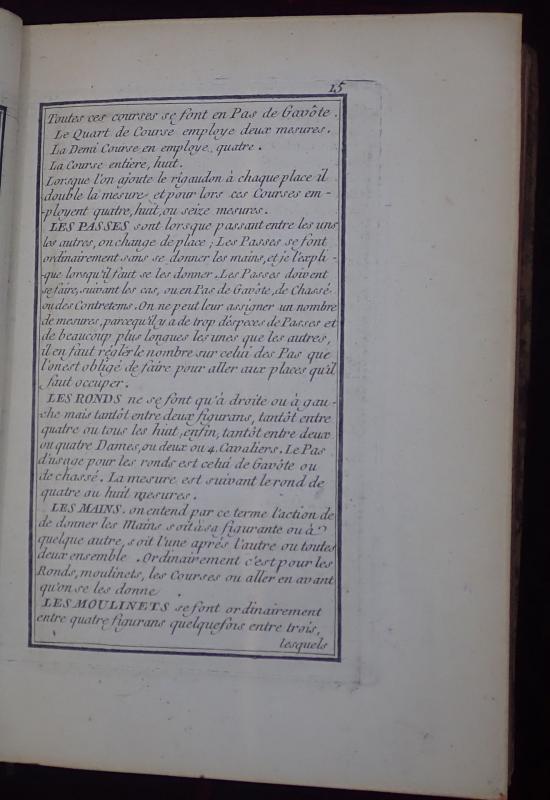 15
Toutes ces courses se font en Pas de Gavôte.
Le Quart de Course employe deux mesures.
La Demi Course en employe quatre.
La Course entiere, huit.
Lorsque l'on ajoute le rigaudon à chaque place il
double la mesure, et pour lors ces Courses em-
-ployent quatre, huit, ou seize mesures.
LES PASSES sont lorsque passant entre les uns
les autres, on change de place ; Les Passes se font
ordinairement sans se donner les mains, et je l'expli-
-que lorsqu'il faut se les donner. Les Passes doivent
se faire, suivant les cas, ou en Pas de Gavôte, de Chassé
ou des Contretems. On ne peut leur assigner un nombre
de mesures, parcequ'il y a de trop d'éspeces de Passes et
de beaucoup plus longues les unes que les autres,
il en faut régler le nombre sur celui des Pas que
l'on est obligé de faire pour aller aux places qu'il
faut occuper.
LES RONDS ne se font qu'à droite ou à gau-
che mais tantôt entre deux figurans, tantôt entre
quatre ou tous les huit, enfin, tantôt entre deux
ou quatre Dames, ou deux ou 4. Cavaliers. Le Pas
d'usage pour les ronds est celui de Gavôte ou
de chassé. La mesure est suivant le rond de
quatre ou huit mesures.
LES MAINS. on entend par ce terme l'action de
de donner les Mains soit à sa figurante ou à
quelque autre, soit l'une aprés l'autre ou toutes
deux ensemble. Ordinairement c'est pour les
Ronds, moulinets, les Courses ou aller en avant
qu'on se les donne
LES MOULINETS se font ordinairement
entre quatre figurans quelquefois entre trois,
lesquels